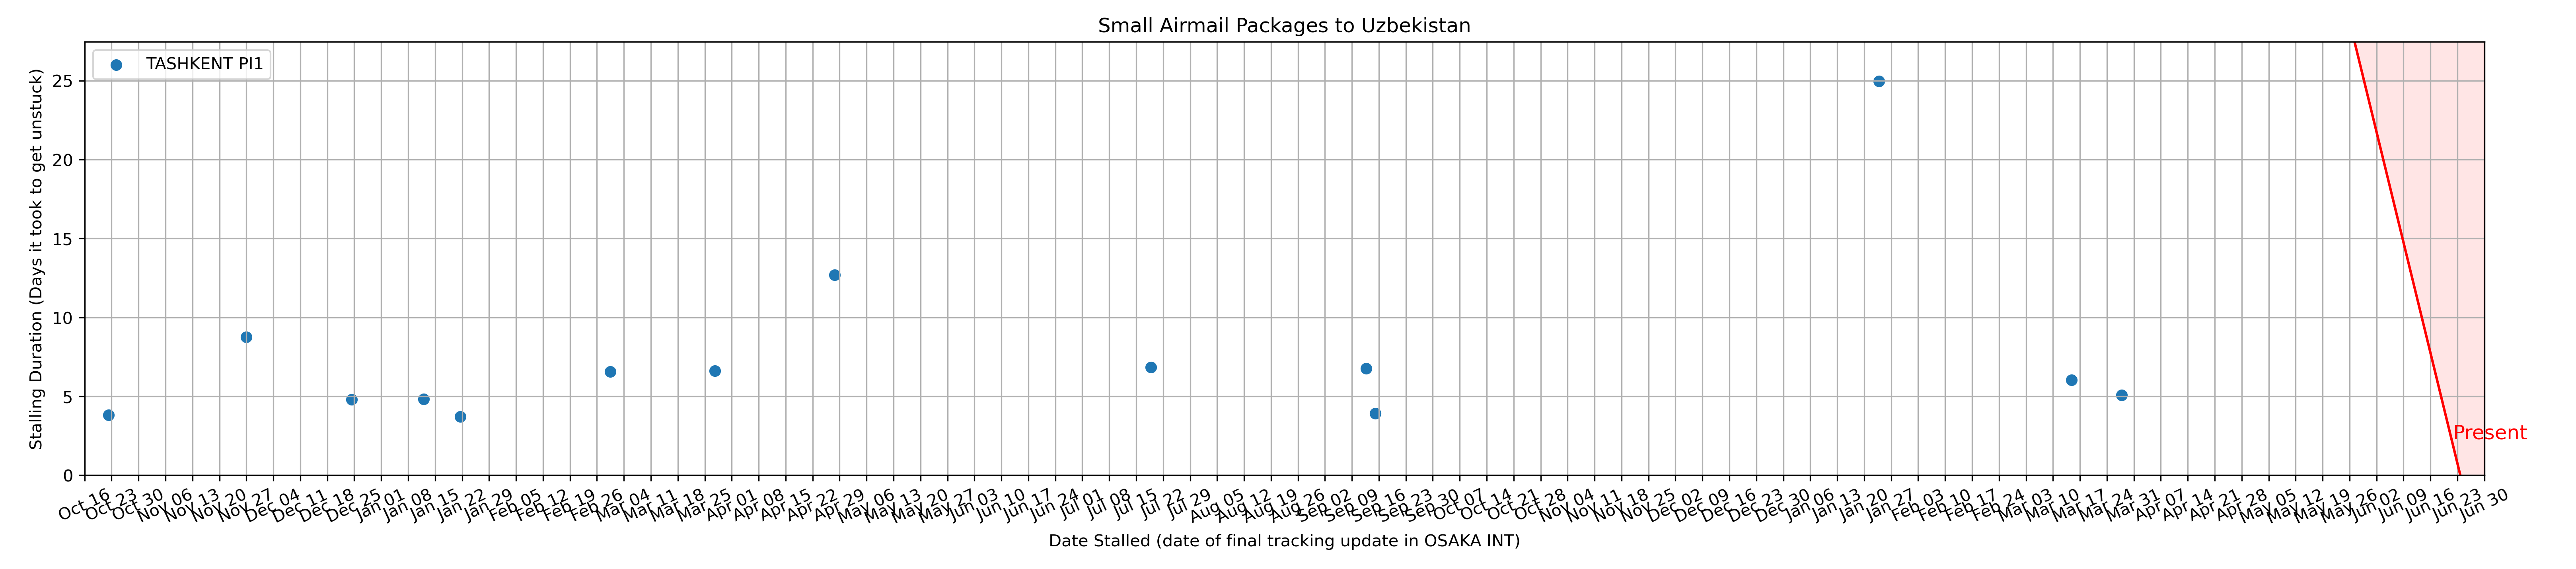 Small Airmail Packages to Uzbekistan
TASHKENT PI1
Stalling Duration (Days it took to get unstuck)
25
20
15
10
5
0
Present
Oct 16 Oct 23 Oct 30 Nov 06 Nov 13 Nov 20 Nov 27 Dec 04 Dec 11 Dec 18 Dec 25 Jan 01 Jan 08 Jan 15 Jan 22 Jan 29 Feb 05 Feb 12 Feb 19 Feb 26 Mar 04 Mar 11 Mar 18 Mar 25 Apr 01 Apr 08 Apr 15 Apr 22 Apr 29 May 06 May 13 May 20 May 27 Jun 03 Jun 10 Jun 17 Jun 24 Jul 01 Jul 08 Jul 15 Jul 22 Jul 29 Aug 05 Aug 12 Aug 19 Aug 26 Sep 02 Sep 09 Sep 16 Sep 23 Sep 30 Oct 07 Oct 14 Oct 21 Oct 28 Nov 04 Nov 11 Nov 18 Nov 25 Dec 02 Dec 09 Dec 16 Dec 23 Dec 30 Jan 06 Jan 13 Jan 20 Jan 27 Feb 03 Feb 10 Feb 17 Feb 24 Mar 03 Mar 10 Mar 17 Mar 24 Mar 31 Apr 07 Apr 14 Apr 21 Apr 28 May 05 May 12 May 19 May 26 Jun 02 Jun 09 Jun 16 Jun 23 Jun 30
Date Stalled (date of final tracking update in OSAKA INT)